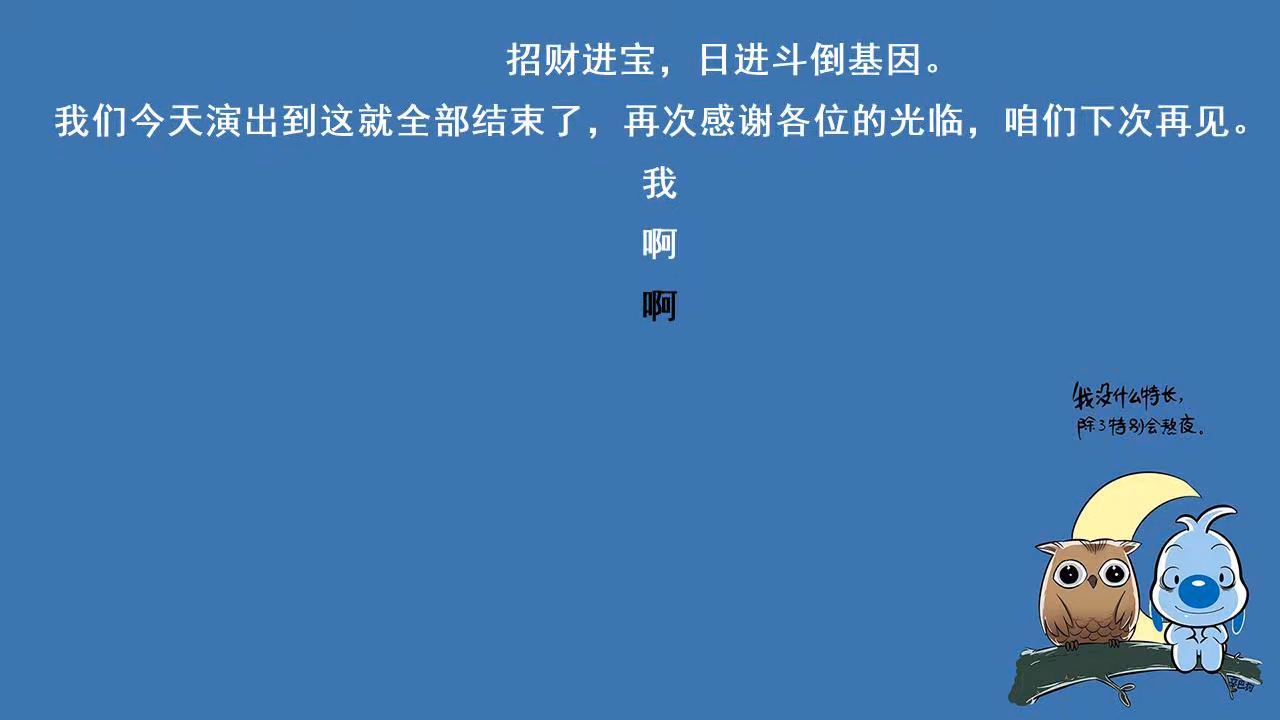 招财进宝，日进斗倒基因。
我们今天演出到这就全部结束了，再次感谢各位的光临，咱们下次再见。
我
啊
啊
我没什么特长，
除了特别会熬夜。